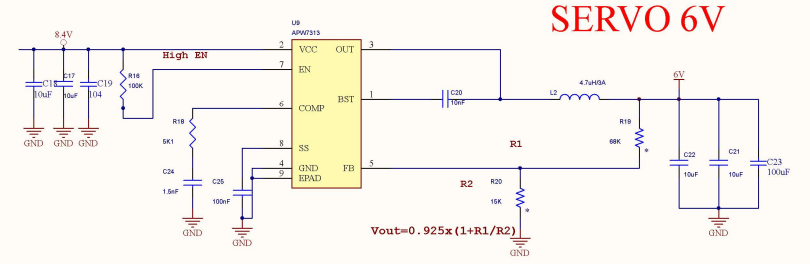 SERVO 6V
U9
APW7313
8.4V
High EN
2 VCC OUT 3
7 EN
1 BST
6 COMP
8 SS
4 GND
9 EPAD
FB 5
C17
10uF
10uF
C19
104
R16
100K
GND GND GND
R18
5K1
C24
1.5nF
GND
C25
100nF
GND
C20
10nF
L2
4.7uH/3A
6V
R19
68K
*
R1
R2
R20
15K
*
GND
Vout=0.925x(1+R1/R2)
C22
10uF
C21
10uF
C23
100uF
GND